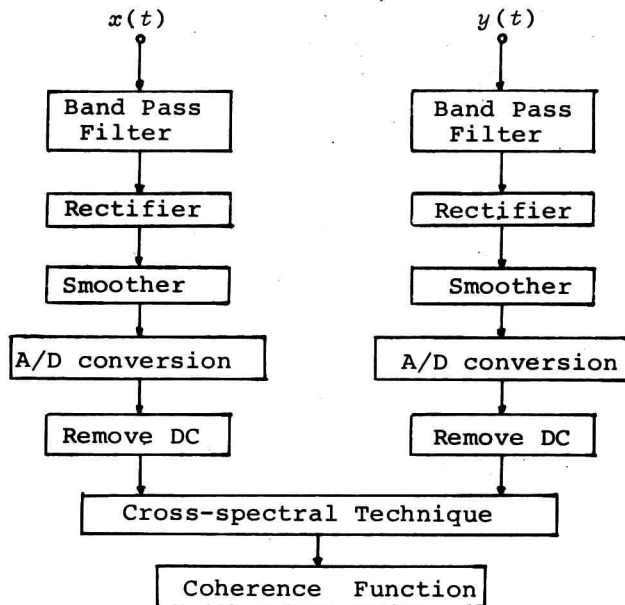 x(t)
y(t)
Band Pass
Filter
Band Pass
Filter
Rectifier
Rectifier
Smoother
Smoother
A/D conversion
A/D conversion
Remove DC
Remove DC
Cross-spectral Technique
Coherence Function